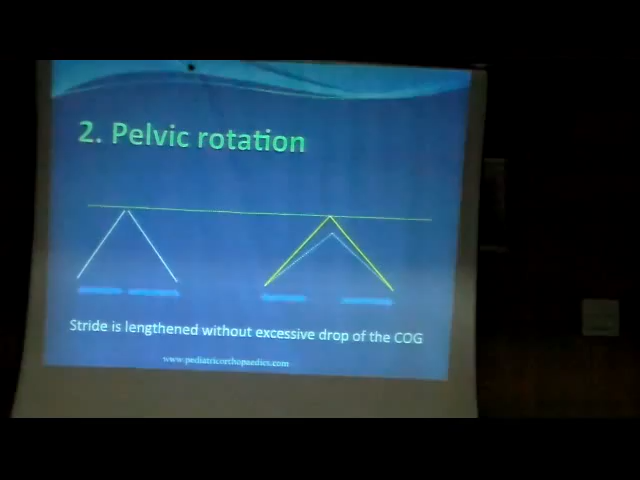 2. Pelvic rotation
Stride is lengthened without excessive drop of the COG
www.pediatricorthopaedics.com